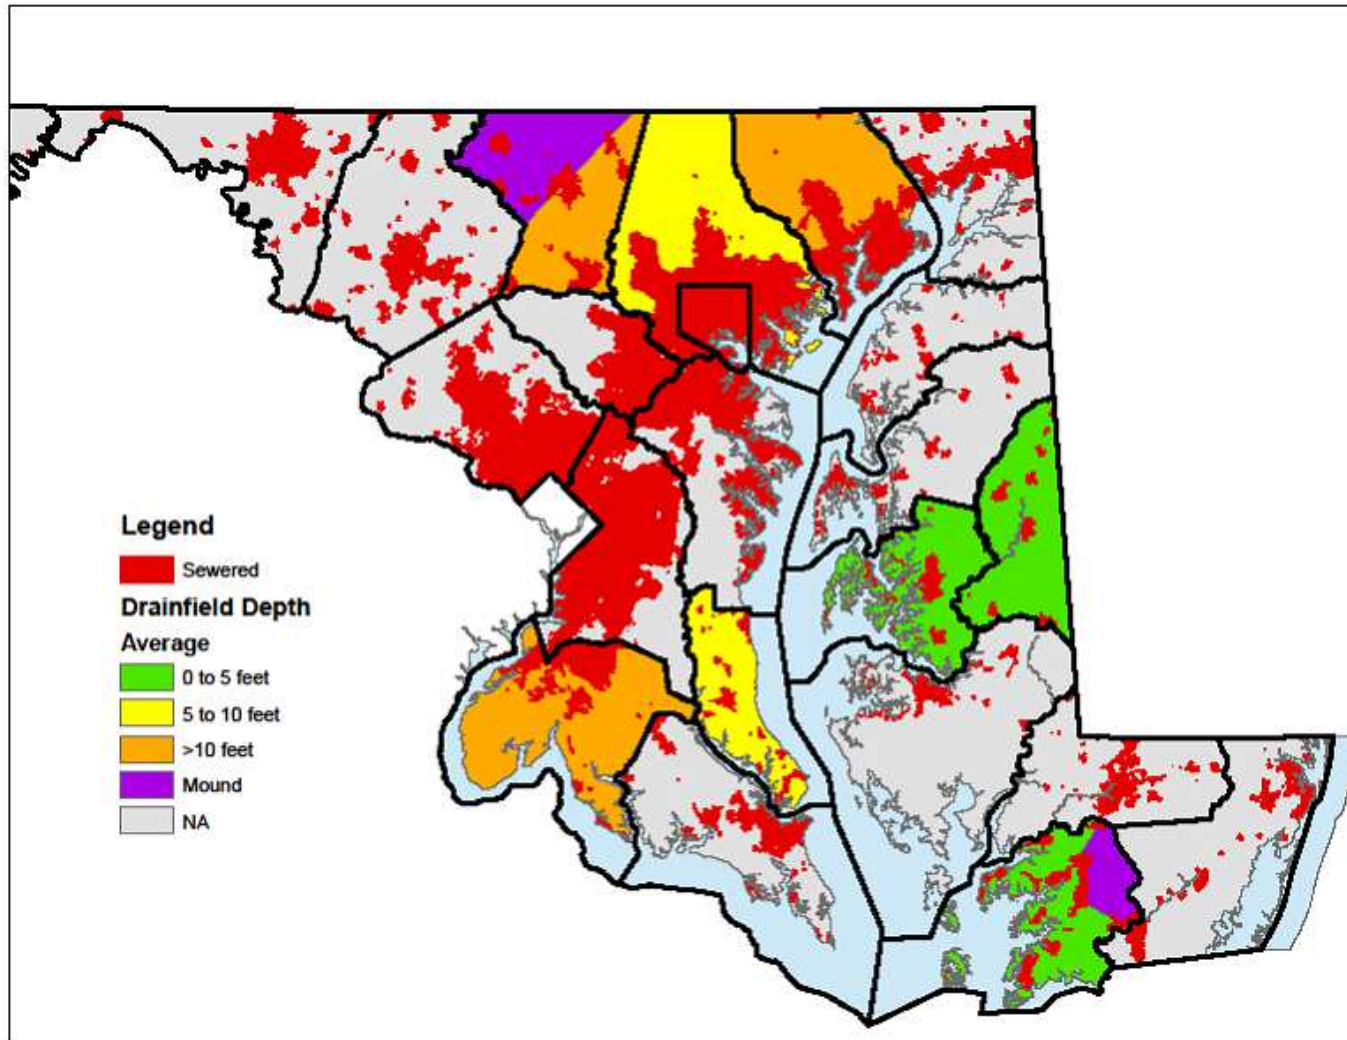 Legend
Sewered
Drainfield Depth
Average
0 to 5 feet
5 to 10 feet
>10 feet
Mound
NA